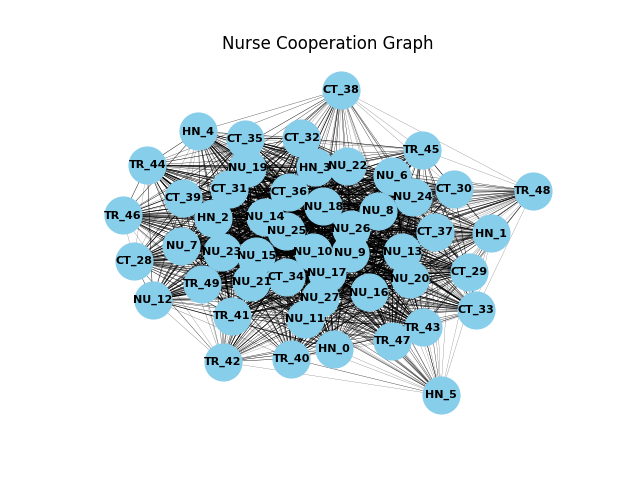 Nurse Cooperation Graph
CT_38
HN_4
CT_35
CT_32
TR_45
TR_44
NU_19
HN_3
NU_22
NU_6
CT_31
CT_36
CT_30
TR_48
CT_39
NU_24
NU_18
NU_8
TR_46
HN_2
NU_14
NU_25
NU_26
CT_37
HN_1
NU_7
NU_23
NU_15
NU_10
NU_9
NU_13
CT_28
CT_29
NU_17
NU_20
TR_49
NU_21
CT_34
NU_12
NU_27
NU_16
CT_33
TR_41
NU_11
TR_43
TR_47
HN_0
TR_42
TR_40
HN_5